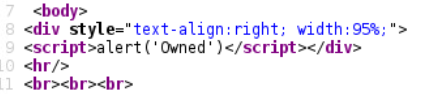 7 <body>
8 <div style="text-align:right; width:95%;">
9 <script>alert('Owned')</script></div>
10 <hr/>
11 <br><br><br>